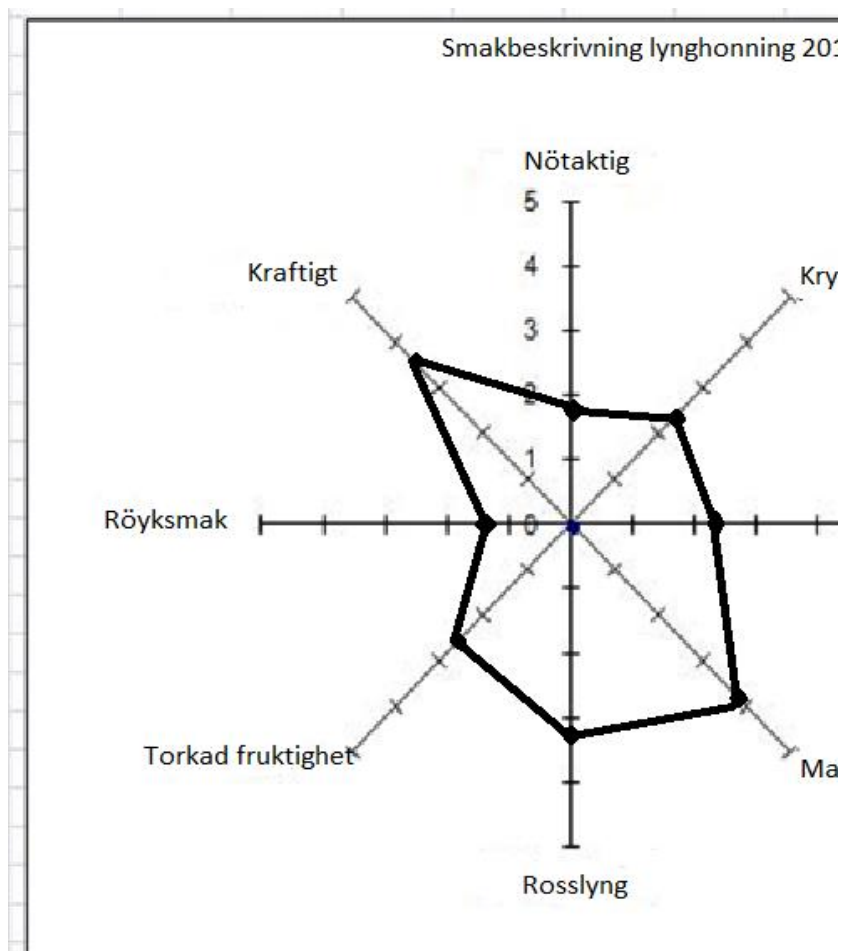 Smakbeskrivning lynghonning 201
Nötaktig
5
4
Kraftigt
Kry
3
2
1
Röyksmak
0
Torkad fruktighet
Ma
Rosslyng